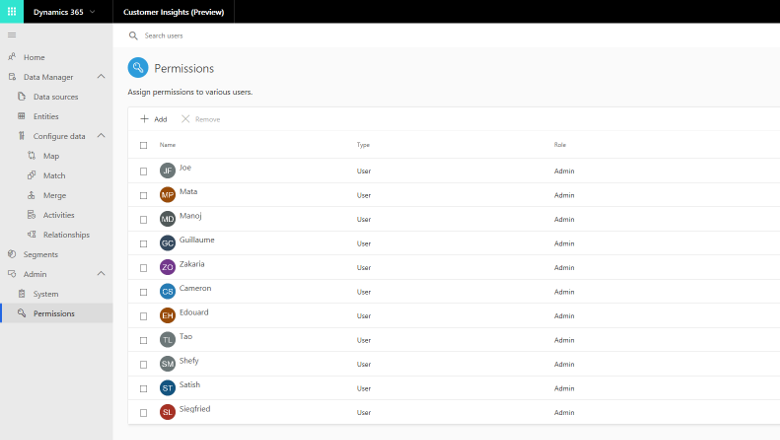 Dynamics 365 Customer Insights (Preview)
Search users
Home
Data Manager
Data sources
Entities
Configure data
Map
Match
Merge
Activities
Relationships
Segments
Admin
System
Permissions
Permissions
Assign permissions to various users.
Add Remove
Name Type Role
JF Joe User Admin
MP Mata User Admin
MD Manoj User Admin
GC Guillaume User Admin
ZO Zakaria User Admin
CS Cameron User Admin
EH Edouard User Admin
TL Tao User Admin
SM Shefy User Admin
ST Satish User Admin
SL Siegfried User Admin